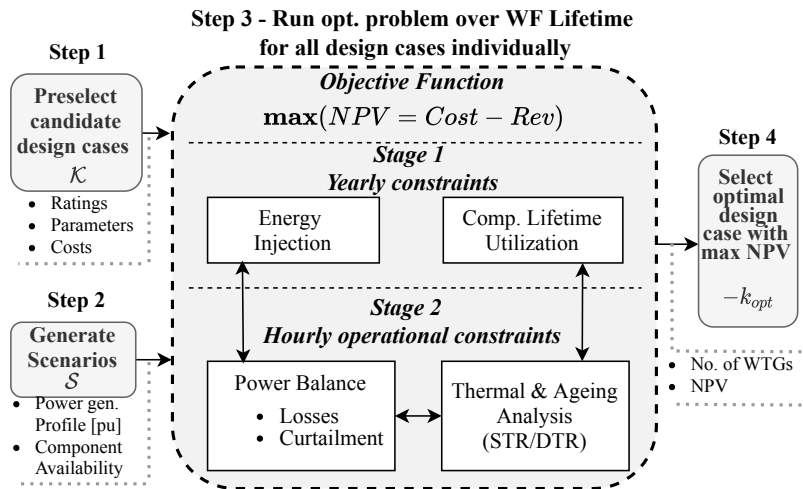 Step 1
Preselect
candidate
design cases
𝒦
• Ratings
• Parameters
• Costs
Step 2
Generate
Scenarios
𝒮
• Power gen.
Profile [pu]
• Component
Availability
Step 3 - Run opt. problem over WF Lifetime
for all design cases individually
Objective Function
max(NPV = Cost − Rev)
Stage 1
Yearly constraints
Energy
Injection
Comp. Lifetime
Utilization
Stage 2
Hourly operational constraints
Power Balance
• Losses
• Curtailment
Thermal & Ageing
Analysis
(STR/DTR)
Step 4
Select
optimal
design
case with
max NPV
−k_opt
• No. of WTGs
• NPV